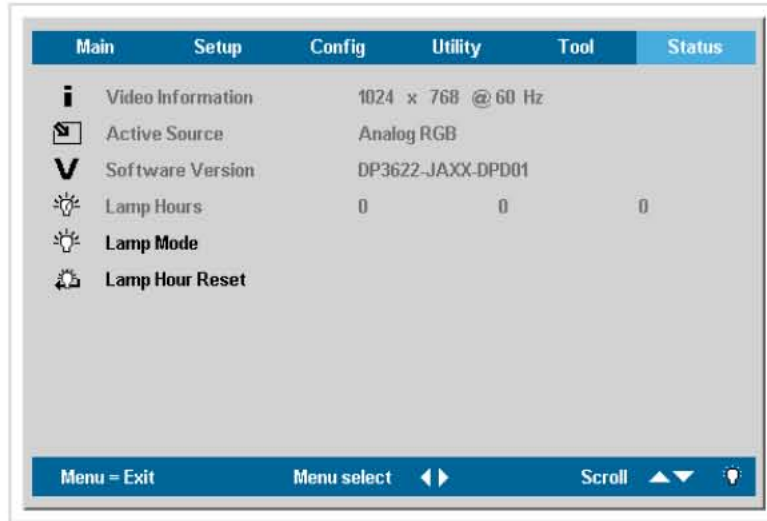 Main Setup Config Utility Tool Status
i Video Information 1024 x 768 @ 60 Hz
Active Source Analog RGB
V Software Version DP3622-JAXX-DPD01
Lamp Hours 0 0 0
Lamp Mode
Lamp Hour Reset
Menu = Exit Menu select Scroll